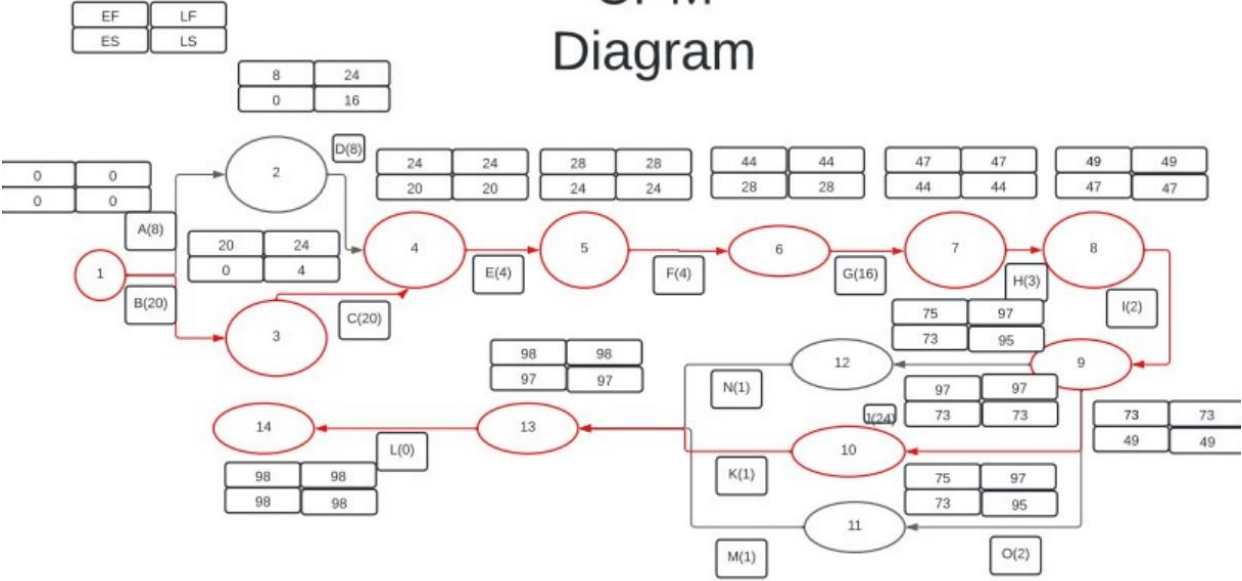 EF LF
ES LS
Diagram
8 24
0 16
D(8)
24 24
20 20
28 28
24 24
44 44
28 28
47 47
44 44
49 49
47 47
0 0
0 0
2
A(8)
20 24
0 4
4
5
6
7
8
1
B(20)
E(4)
F(4)
G(16)
H(3)
I(2)
C(20)
3
75 97
73 95
98 98
97 97
12
9
N(1)
97 97
73 73
J(24)
73 73
49 49
14
13
L(0)
10
K(1)
98 98
98 98
75 97
73 95
11
M(1)
O(2)